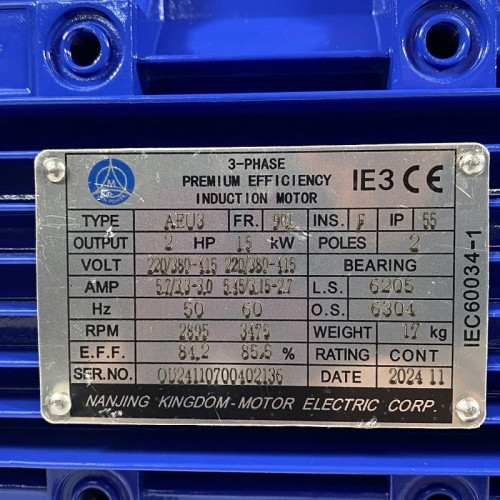 3-PHASE
PREMIUM EFFICIENCY
INDUCTION MOTOR
IE3 CE
TYPE AEU3 FR. 90L INS. F IP 55
OUTPUT 2 HP 1.5 kW POLES 2
VOLT 220/380-415 220/380-415 BEARING
AMP 5.7/3.3-3.0 5.45/3.15-2.7 L.S. 6205
Hz 50 60 O.S. 6304
RPM 2895 3475 WEIGHT 17 kg
E.F.F. 84.2 85.5 % RATING CONT
SER.NO. OU24110700402136 DATE 2024 11
NANJING KINGDOM-MOTOR ELECTRIC CORP.
IEC60034-1